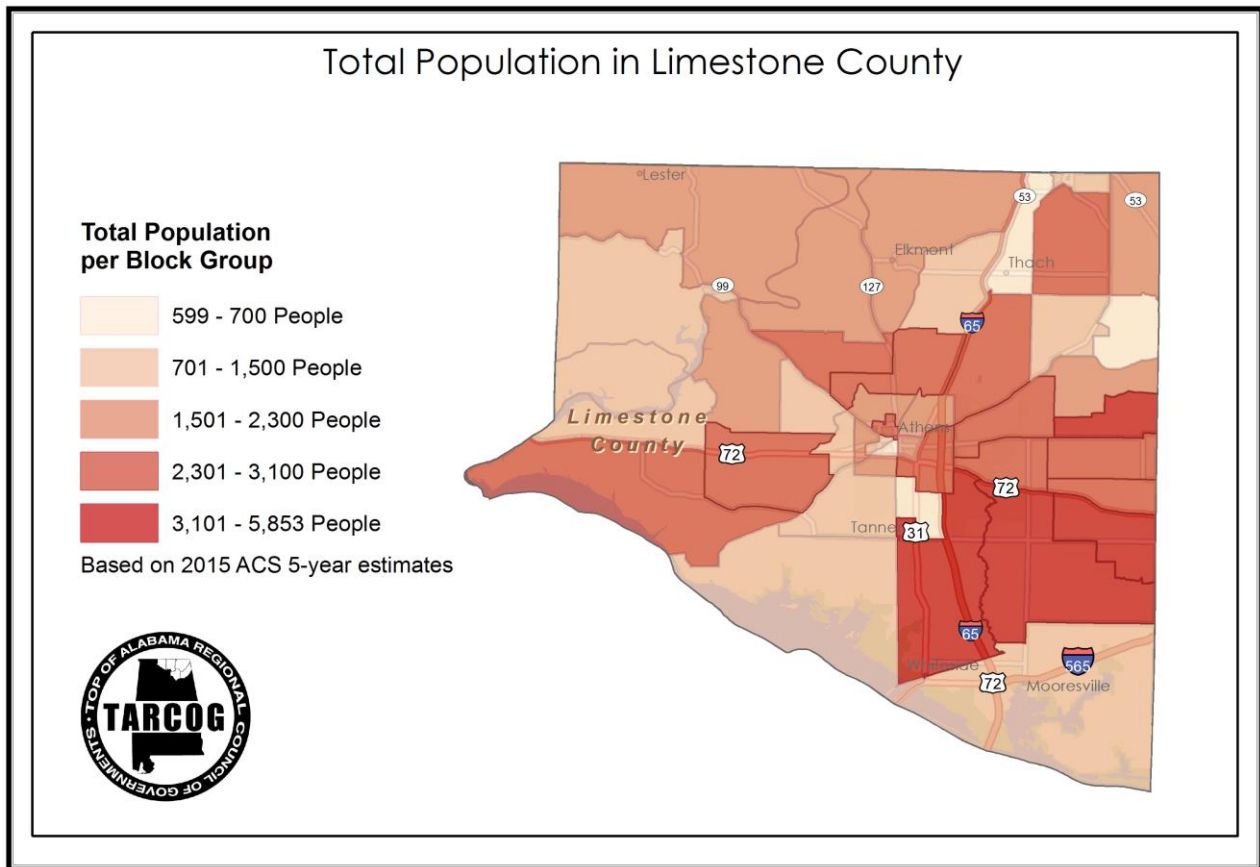 Total Population in Limestone County
Total Population
per Block Group
599 - 700 People
701 - 1,500 People
1,501 - 2,300 People
2,301 - 3,100 People
3,101 - 5,853 People
Based on 2015 ACS 5-year estimates
TOP OF ALABAMA REGIONAL
TARCOG
COUNCIL OF GOVERNMENTS
Lester
53
53
Elkmont
Thach
99
127
65
Limestone
County
Athens
72
72
Tanne
31
65
565
72
Mooresville